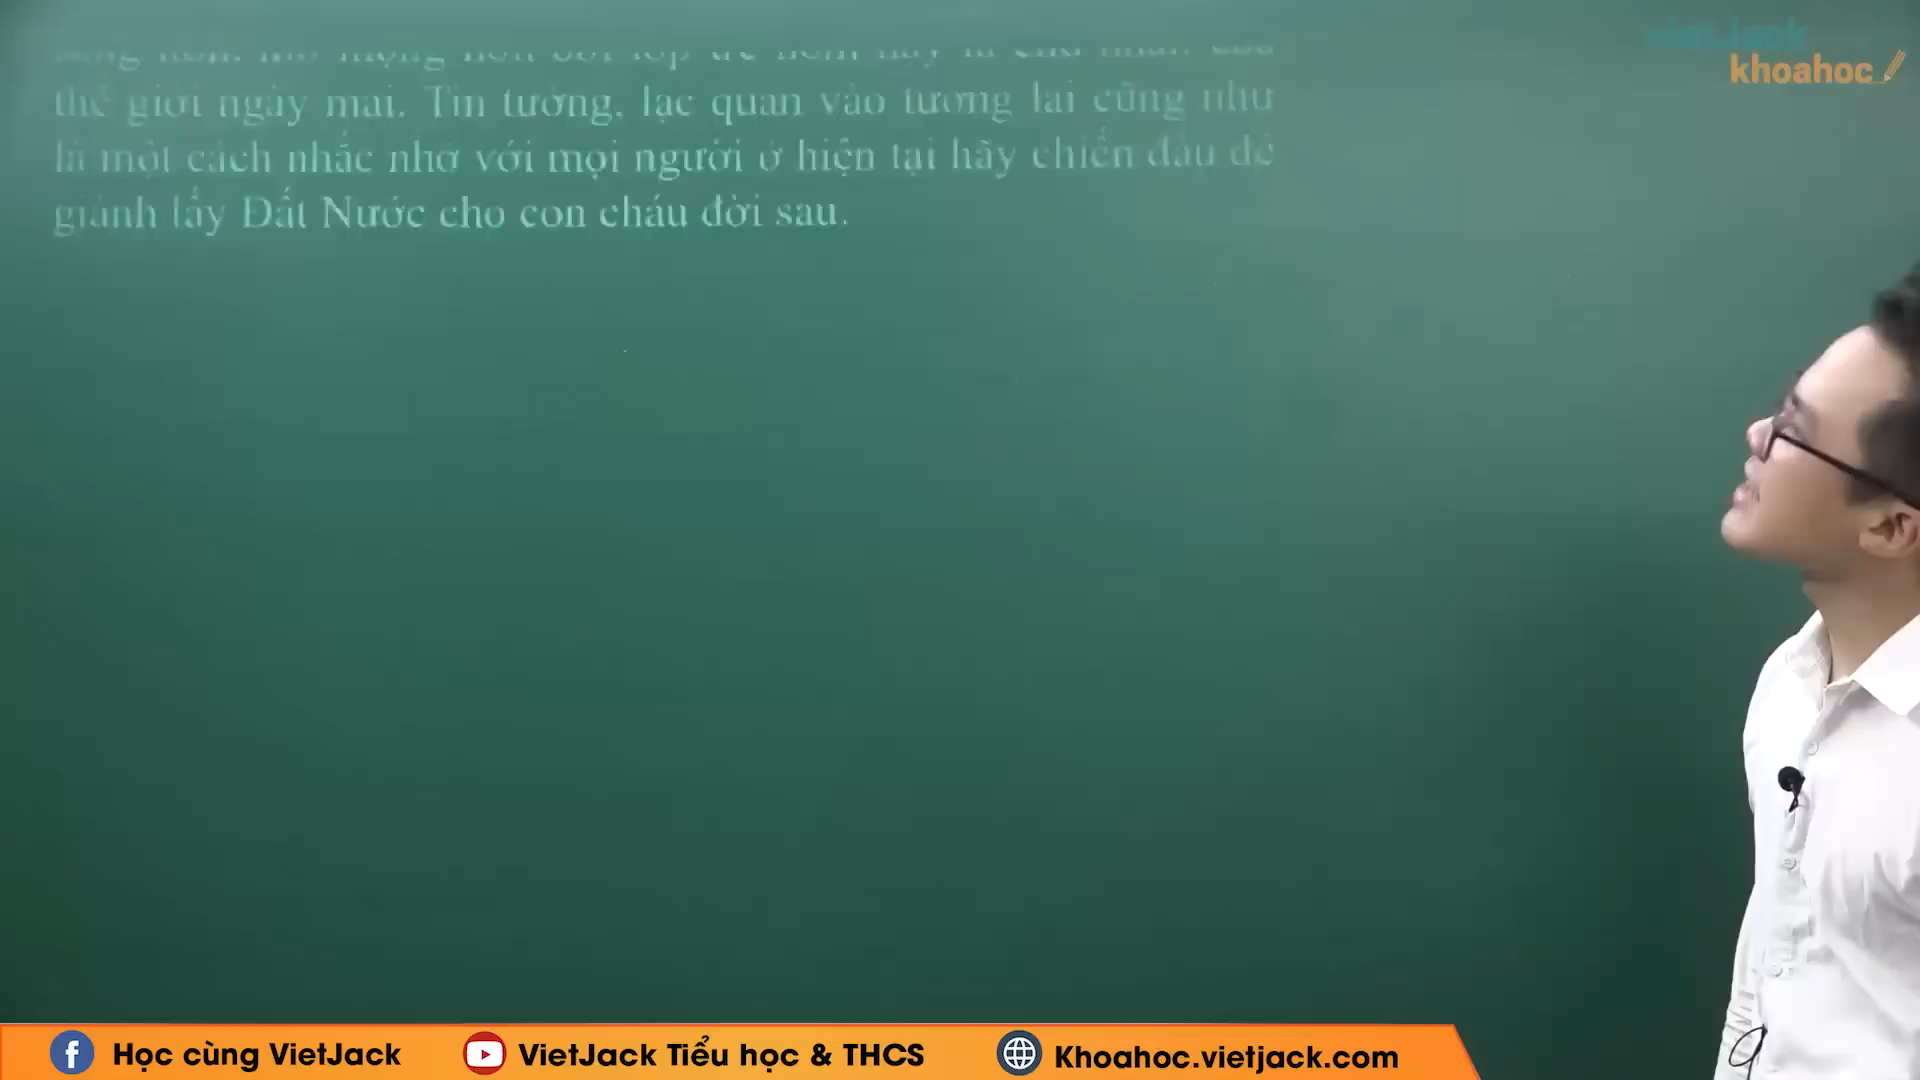 vietJack
khoahoc
thế giới ngày mai. Tin tưởng, lạc quan vào tương lai cũng như
là một cách nhắc nhở với mọi người ở hiện tại hãy chiến đấu để
giành lấy Đất Nước cho con cháu đời sau.
Học cùng VietJack
VietJack Tiểu học & THCS
Khoahoc.vietjack.com